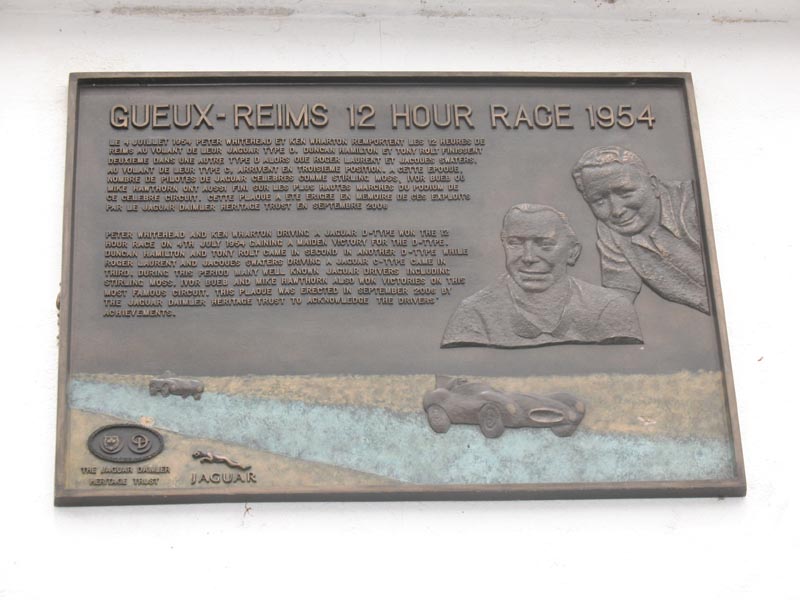 GUEUX-REIMS 12 HOUR RACE 1954
LE 4 JUILLET 1954 PETER WHITEHEAD ET KEN WHARTON REMPORTENT LES 12 HEURES DE
REIMS AU VOLANT DE LEUR JAGUAR TYPE D. DUNCAN HAMILTON ET TONY ROLT FINISSENT
DEUXIEME DANS UNE AUTRE TYPE D ALORS QUE ROGER LAURENT ET JACQUES SWATERS,
AU VOLANT DE LEUR TYPE C, ARRIVENT EN TROISIEME POSITION. A CETTE EPOQUE,
NOMBRE DE PILOTES DE JAGUAR CELEBRES COMME STIRLING MOSS, IVOR BUEB OU
MIKE HAWTHORN ONT AUSSI FINI SUR LES PLUS HAUTES MARCHES DU PODIUM DE
CE CELEBRE CIRCUIT. CETTE PLAQUE A ETE ERIGEE EN MEMOIRE DE CES EXPLOITS
PAR LE JAGUAR DAIMLER HERITAGE TRUST EN SEPTEMBRE 2006
PETER WHITEHEAD AND KEN WHARTON DRIVING A JAGUAR D-TYPE WON THE 12
HOUR RACE ON 4TH JULY 1954 GAINING A MAIDEN VICTORY FOR THE D-TYPE.
DUNCAN HAMILTON AND TONY ROLT CAME IN SECOND IN ANOTHER D-TYPE WHILE
ROGER LAURENT AND JACQUES SWATERS DRIVING A JAGUAR C-TYPE CAME IN
THIRD. DURING THIS PERIOD MANY WELL KNOWN JAGUAR DRIVERS INCLUDING
STIRLING MOSS, IVOR BUEB AND MIKE HAWTHORN ALSO WON VICTORIES ON THIS
MOST FAMOUS CIRCUIT. THIS PLAQUE WAS ERECTED IN SEPTEMBER 2006 BY
THE JAGUAR DAIMLER HERITAGE TRUST TO ACKNOWLEDGE THE DRIVERS'
ACHIEVEMENTS.
THE JAGUAR DAIMLER
HERITAGE TRUST
JAGUAR